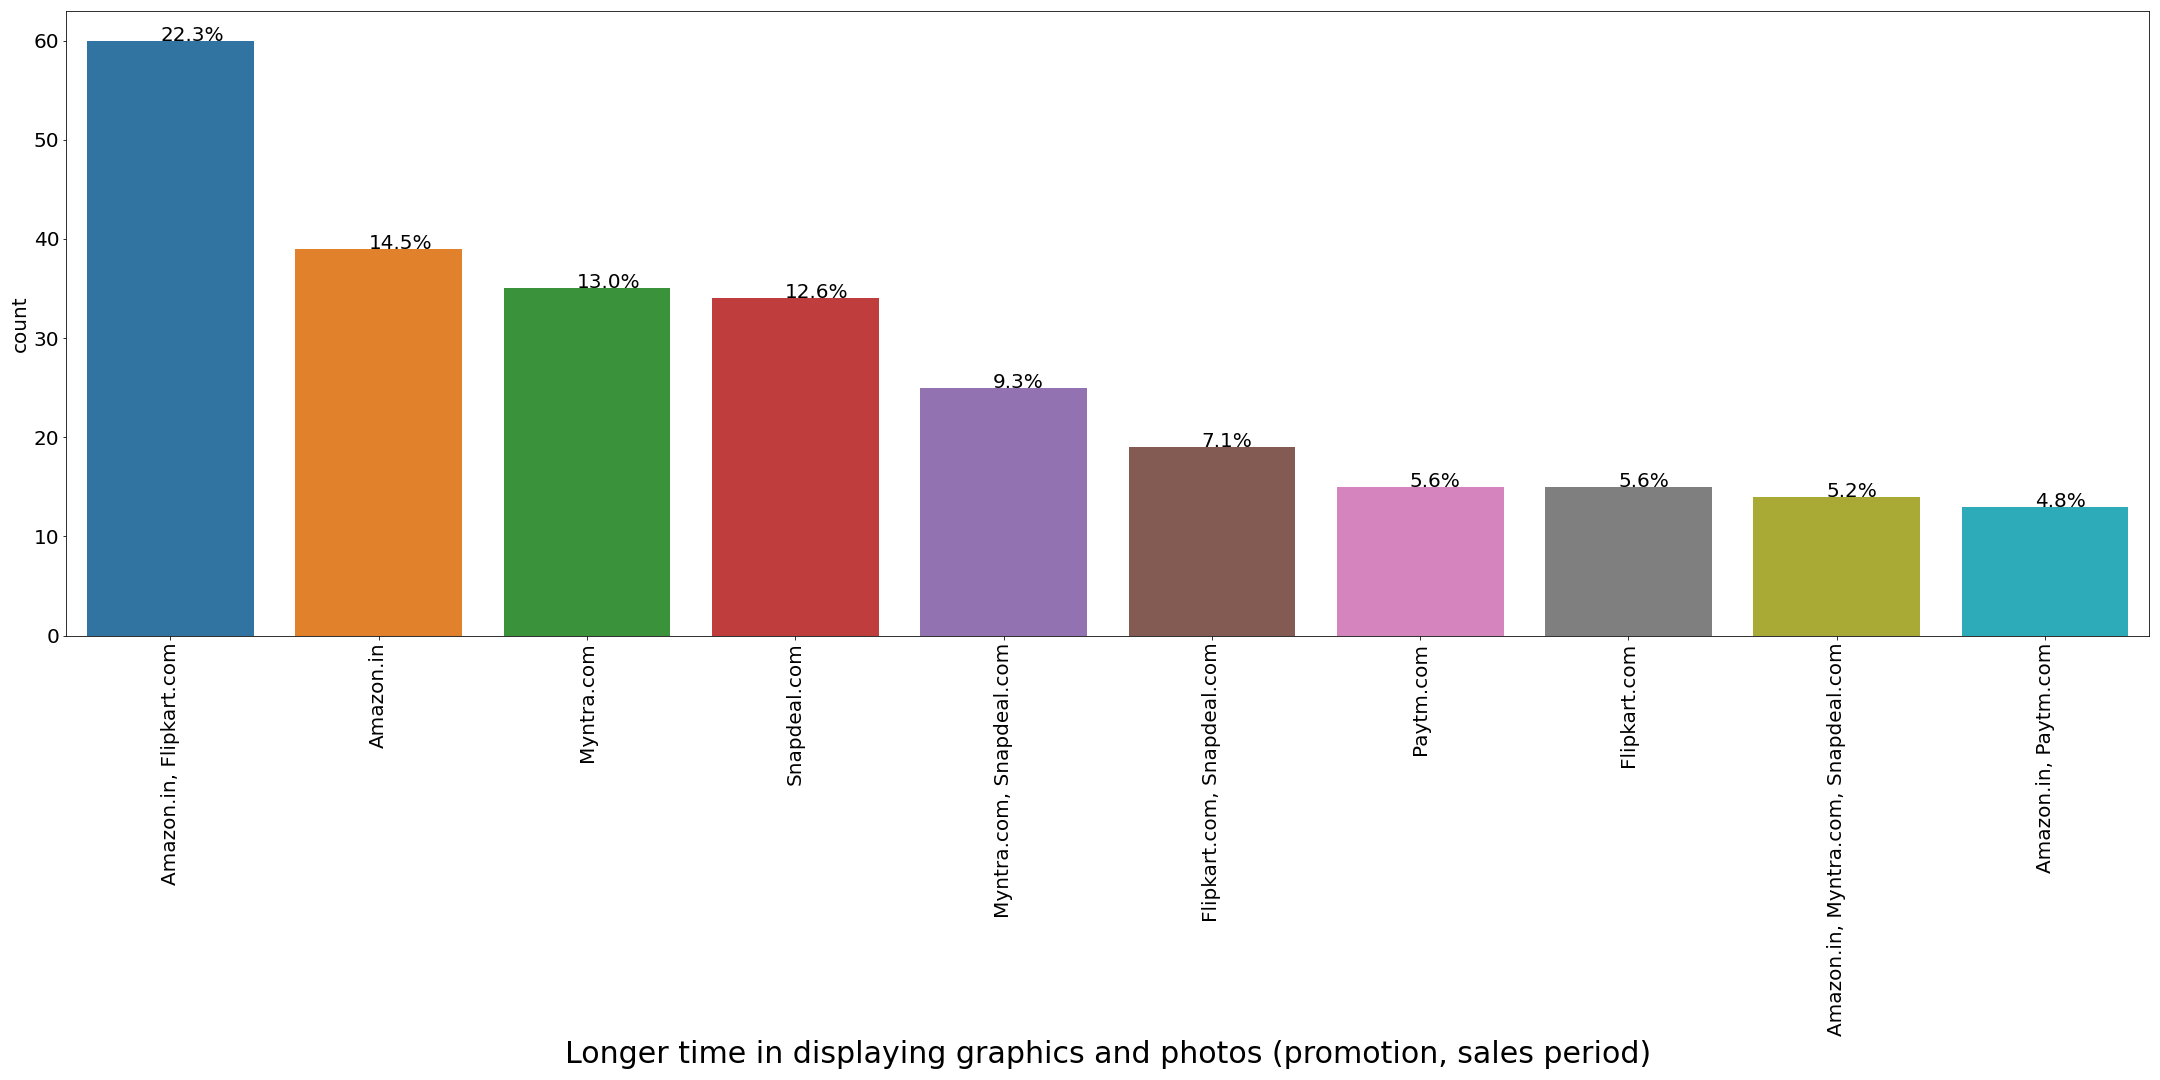 60
50
40
30
20
10
0
count
22.3%
14.5%
13.0%
12.6%
9.3%
7.1%
5.6%
5.6%
5.2%
4.8%
Amazon.in, Flipkart.com
Amazon.in
Myntra.com
Snapdeal.com
Myntra.com, Snapdeal.com
Flipkart.com, Snapdeal.com
Paytm.com
Flipkart.com
Amazon.in, Myntra.com, Snapdeal.com
Amazon.in, Paytm.com
Longer time in displaying graphics and photos (promotion, sales period)